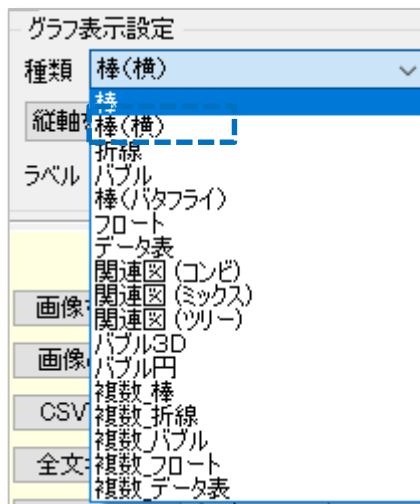 グラフ表示設定
種類 棒(横)
棒
縦軸
棒(横)
折線
ラベル
バブル
棒(バタフライ)
フロート
データ表
関連図 (コンビ)
画像
関連図 (ミックス)
関連図 (ツリー)
バブル3D
画像
バブル円
複数_棒
CSV
複数_折線
複数_バブル
全文
複数_フロート
複数_データ表